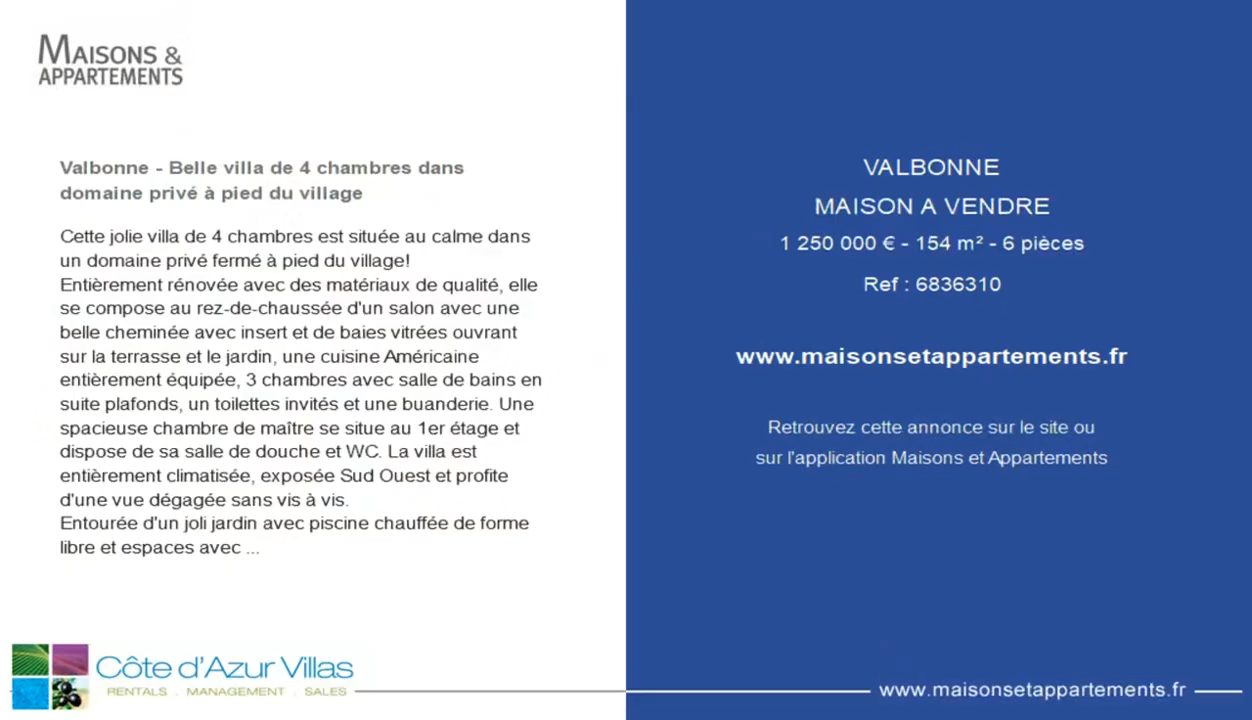 MAISONS &
APPARTEMENTS
Valbonne - Belle villa de 4 chambres dans
domaine privé à pied du village
Cette jolie villa de 4 chambres est située au calme dans
un domaine privé fermé à pied du village!
Entièrement rénovée avec des matériaux de qualité, elle
se compose au rez-de-chaussée d'un salon avec une
belle cheminée avec insert et de baies vitrées ouvrant
sur la terrasse et le jardin, une cuisine Américaine
entièrement équipée, 3 chambres avec salle de bains en
suite plafonds, un toilettes invités et une buanderie. Une
spacieuse chambre de maître se situe au 1er étage et
dispose de sa salle de douche et WC. La villa est
entièrement climatisée, exposée Sud Ouest et profite
d'une vue dégagée sans vis à vis.
Entourée d'un joli jardin avec piscine chauffée de forme
libre et espaces avec ...
Côte d'Azur Villas
RENTALS . MANAGEMENT . SALES
VALBONNE
MAISON A VENDRE
1 250 000 € - 154 m² - 6 pièces
Ref : 6836310
www.maisonsetappartements.fr
Retrouvez cette annonce sur le site ou
sur l'application Maisons et Appartements
www.maisonsetappartements.fr